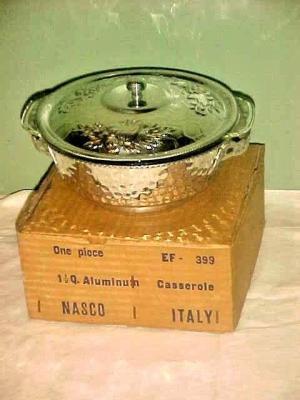 One piece EF - 399
1½Q. Aluminum Casserole
NASCO ITALY